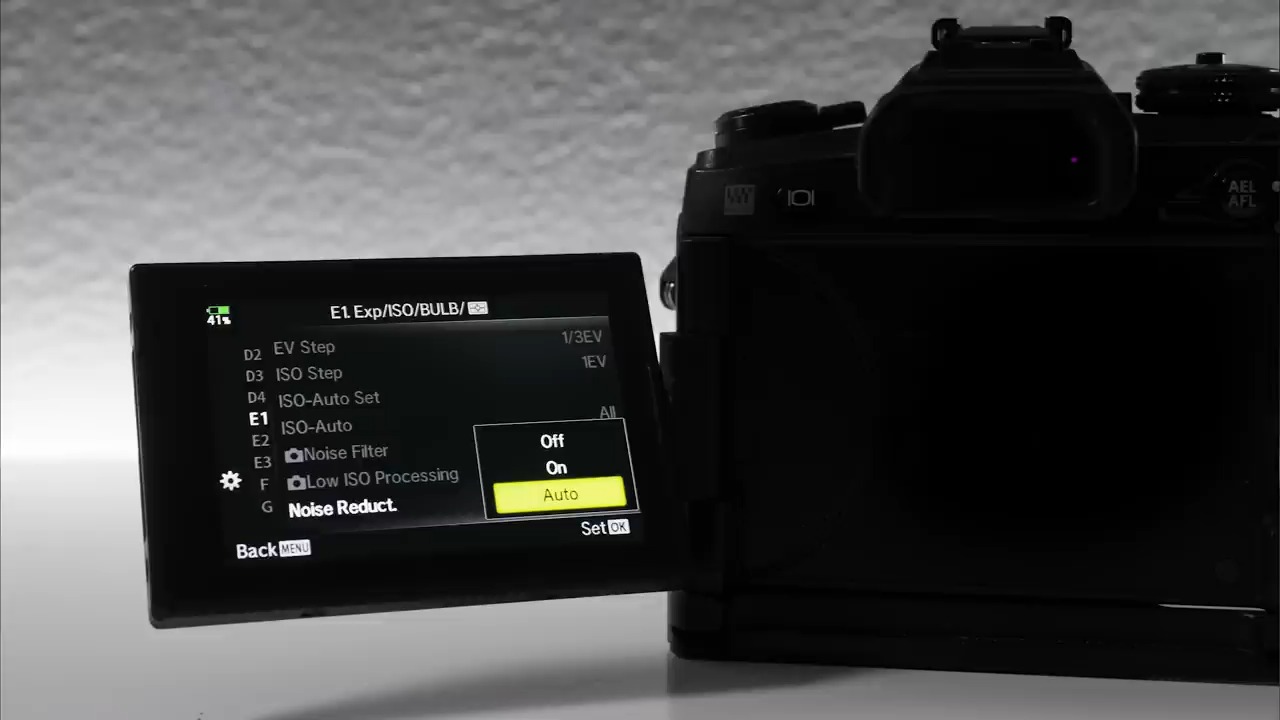 41%
E1. Exp/ISO/BULB/
D2
D3
D4
E1
E2
E3
F
G
EV Step 1/3EV
ISO Step 1EV
ISO-Auto Set
ISO-Auto All
Noise Filter
Low ISO Processing
Noise Reduct.
Off
On
Auto
Back MENU
Set OK
AEL
AFL